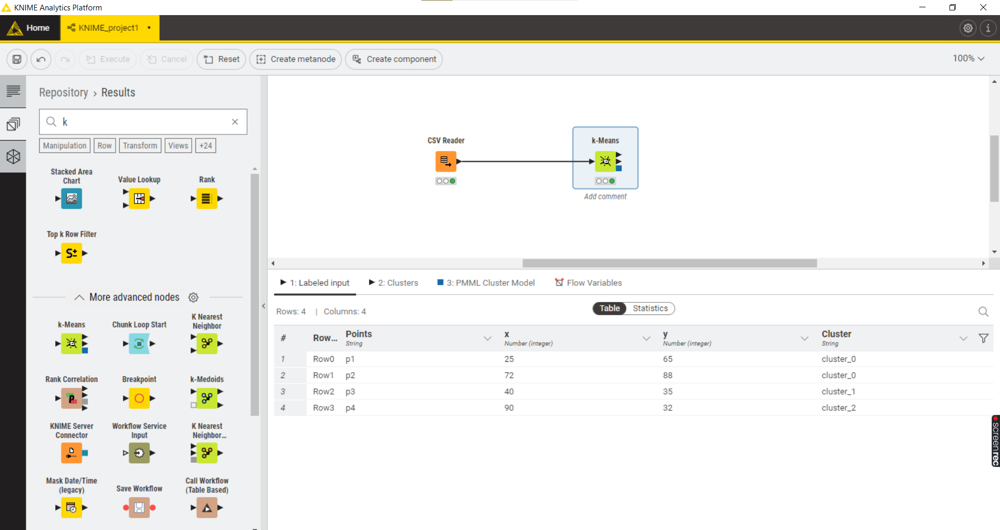 KNIME Analytics Platform
Home
KNIME_project1 •
Execute
Cancel
Reset
Create metanode
Create component
100%
Repository › Results
k
Manipulation
Row
Transform
Views
+24
Stacked Area
Chart
Value Lookup
Rank
Top k Row Filter
More advanced nodes
k-Means
Chunk Loop Start
K Nearest
Neighbor
Rank Correlation
Breakpoint
k-Medoids
KNIME Server
Connector
Workflow Service
Input
K Nearest
Neighbor...
Mask Date/Time
(legacy)
Save Workflow
Call Workflow
(Table Based)
CSV Reader
k-Means
Add comment
1: Labeled input
2: Clusters
3: PMML Cluster Model
Flow Variables
Rows: 4 | Columns: 4
Table
Statistics
# Row... Points x y Cluster
String Number (integer) Number (integer) String
1 Row0 p1 25 65 cluster_0
2 Row1 p2 72 88 cluster_0
3 Row2 p3 40 35 cluster_1
4 Row3 p4 90 32 cluster_2
screenrec